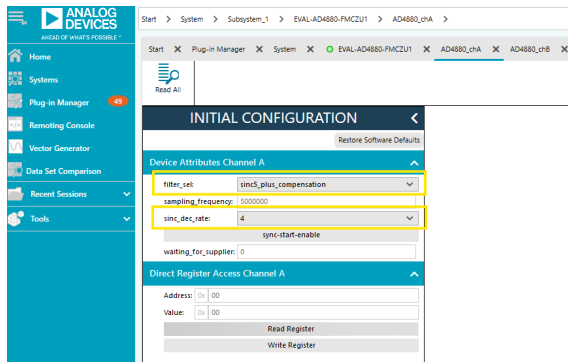 ANALOG
DEVICES
AHEAD OF WHAT'S POSSIBLE™
Start > System > Subsystem_1 > EVAL-AD4880-FMCZU1 > AD4880_chA >
Start X Plug-in Manager X System X EVAL-AD4880-FMCZU1 X AD4880_chA X AD4880_chB X
Read All
Home
Systems
Plug-in Manager 49
Remoting Console
Vector Generator
Data Set Comparison
Recent Sessions
Tools
INITIAL CONFIGURATION
Restore Software Defaults
Device Attributes Channel A
filter_sel: sinc5_plus_compensation
sampling_frequency: 5000000
sinc_dec_rate: 4
sync-start-enable
waiting_for_supplier: 0
Direct Register Access Channel A
Address: 0x 00
Value: 0x 00
Read Register
Write Register